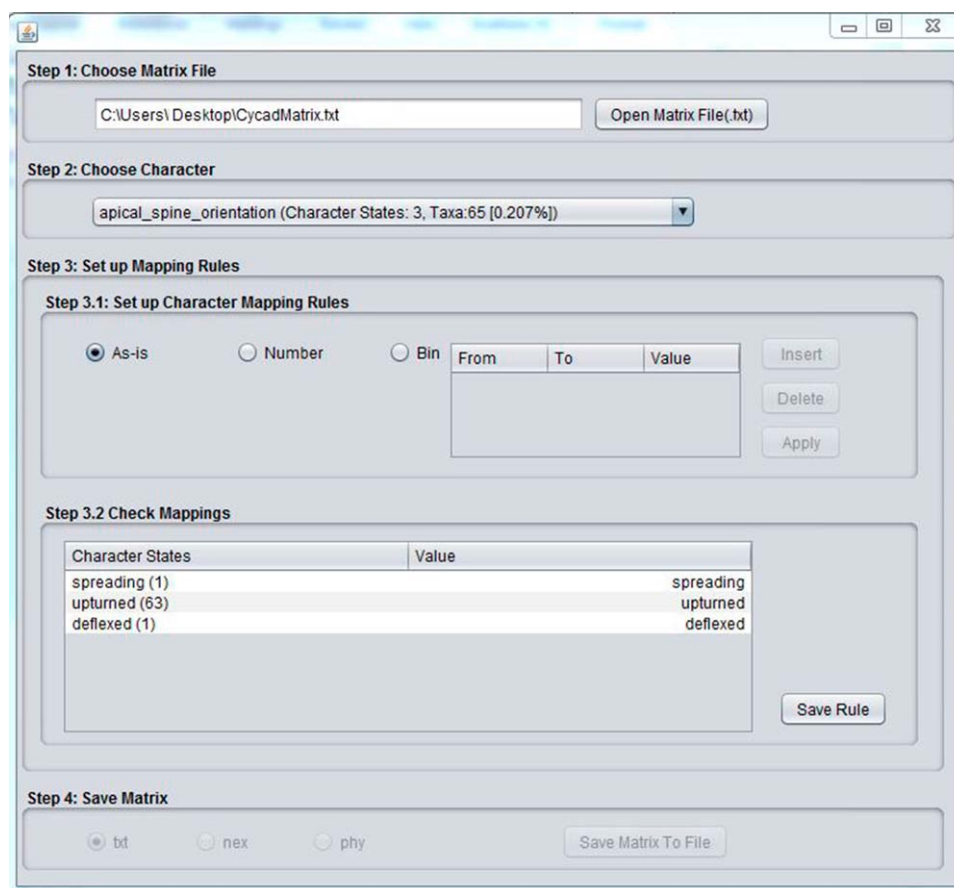 Step 1: Choose Matrix File
C:\Users\ Desktop\CycadMatrix.txt Open Matrix File(.txt)
Step 2: Choose Character
apical_spine_orientation (Character States: 3, Taxa:65 [0.207%])
Step 3: Set up Mapping Rules
Step 3.1: Set up Character Mapping Rules
As-is Number Bin From To Value Insert
Delete
Apply
Step 3.2 Check Mappings
Character States Value
spreading (1) spreading
upturned (63) upturned
deflexed (1) deflexed
Save Rule
Step 4: Save Matrix
txt nex phy Save Matrix To File